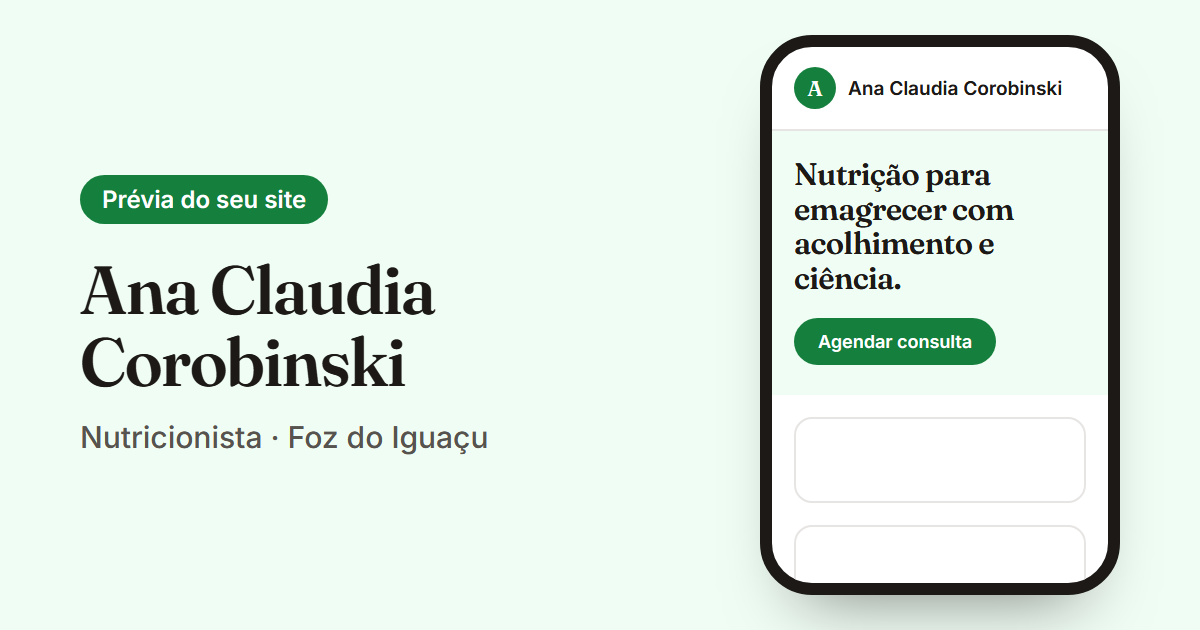 Prévia do seu site
Ana Claudia
Corobinski
Nutricionista · Foz do Iguaçu
A
Ana Claudia Corobinski
Nutrição para
emagrecer com
acolhimento e
ciência.
Agendar consulta